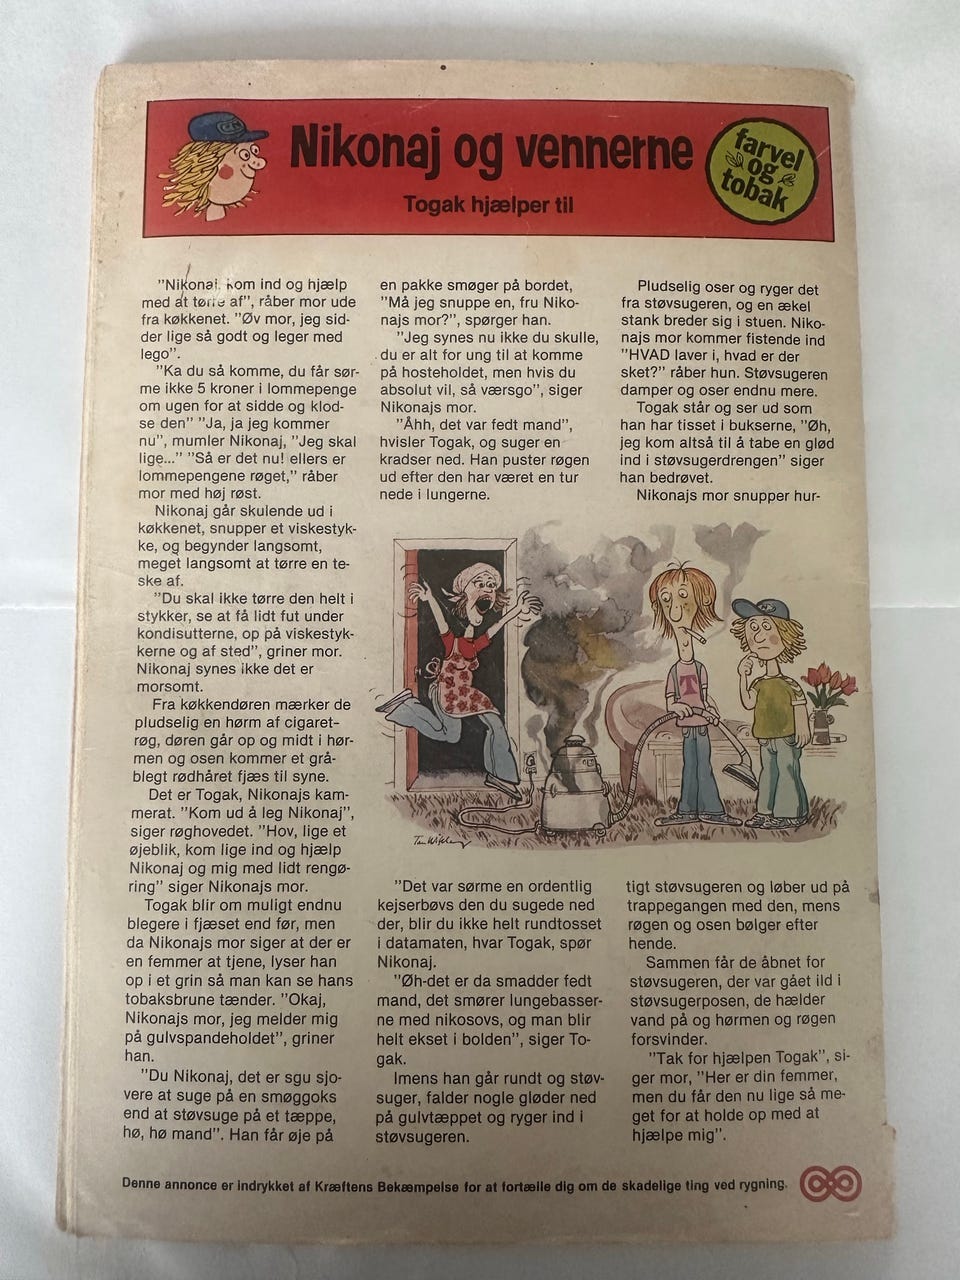 Nikonaj og vennerne
Togak hjælper til
farvel
og
tobak
"Nikonaj, kom ind og hjælp
med at tørre af", råber mor ude
fra køkkenet. "Øv mor, jeg sid-
der lige så godt og leger med
lego".
"Ka du så komme, du får sør-
me ikke 5 kroner i lommepenge
om ugen for at sidde og klod-
se den" "Ja, ja jeg kommer
nu", mumler Nikonaj, "Jeg skal
lige..." "Så er det nu! ellers er
lommepengene røget," råber
mor med høj røst.
Nikonaj går skulende ud i
køkkenet, snupper et viskestyk-
ke, og begynder langsomt,
meget langsomt at tørre en te-
ske af.
"Du skal ikke tørre den helt i
stykker, se at få lidt fut under
kondisutterne, op på viskestyk-
kerne og af sted", griner mor.
Nikonaj synes ikke det er
morsomt.
Fra køkkendøren mærker de
pludselig en hørm af cigaret-
røg, døren går op og midt i hør-
men og osen kommer et grå-
blegt rødhåret fjæs til syne.
Det er Togak, Nikonajs kam-
merat. "Kom ud å leg Nikonaj",
siger røghovedet. "Hov, lige et
øjeblik, kom lige ind og hjælp
Nikonaj og mig med lidt rengø-
ring" siger Nikonajs mor.
Togak blir om muligt endnu
blegere i fjæset end før, men
da Nikonajs mor siger at der er
en femmer at tjene, lyser han
op i et grin så man kan se hans
tobaksbrune tænder. "Okaj,
Nikonajs mor, jeg melder mig
på gulvspandeholdet", griner
han.
"Du Nikonaj, det er sgu sjo-
vere at suge på en smøggoks
end at støvsuge på et tæppe,
hø, hø mand". Han får øje på
en pakke smøger på bordet,
"Må jeg snuppe en, fru Niko-
najs mor?", spørger han.
"Jeg synes nu ikke du skulle,
du er alt for ung til at komme
på hosteholdet, men hvis du
absolut vil, så værsgo", siger
Nikonajs mor.
"Åhh, det var fedt mand",
hvisler Togak, og suger en
kradser ned. Han puster røgen
ud efter den har været en tur
nede i lungerne.
"Det var sørme en ordentlig
kejserbøvs den du sugede ned
der, blir du ikke helt rundtosset
i datamaten, hvar Togak, spør
Nikonaj.
"Øh-det er da smadder fedt
mand, det smører lungebasser-
ne med nikosovs, og man blir
helt ekset i bolden", siger To-
gak.
Imens han går rundt og støv-
suger, falder nogle gløder ned
på gulvtæppet og ryger ind i
støvsugeren.
Pludselig oser og ryger det
fra støvsugeren, og en ækel
stank breder sig i stuen. Niko-
najs mor kommer fistende ind
"HVAD laver i, hvad er der
sket?" råber hun. Støvsugeren
damper og oser endnu mere.
Togak står og ser ud som
han har tisset i bukserne, "Øh,
jeg kom altså til å tabe en glød
ind i støvsugerdrengen" siger
han bedrøvet.
Nikonajs mor snupper hur-
T
tigt støvsugeren og løber ud på
trappegangen med den, mens
røgen og osen bølger efter
hende.
Sammen får de åbnet for
støvsugeren, der var gået ild i
støvsugerposen, de hælder
vand på og hørmen og røgen
forsvinder.
"Tak for hjælpen Togak", si-
ger mor, "Her er din femmer,
men du får den nu lige så me-
get for at holde op med at
hjælpe mig".
Denne annonce er indrykket af Kræftens Bekæmpelse for at fortælle dig om de skadelige ting ved rygning.